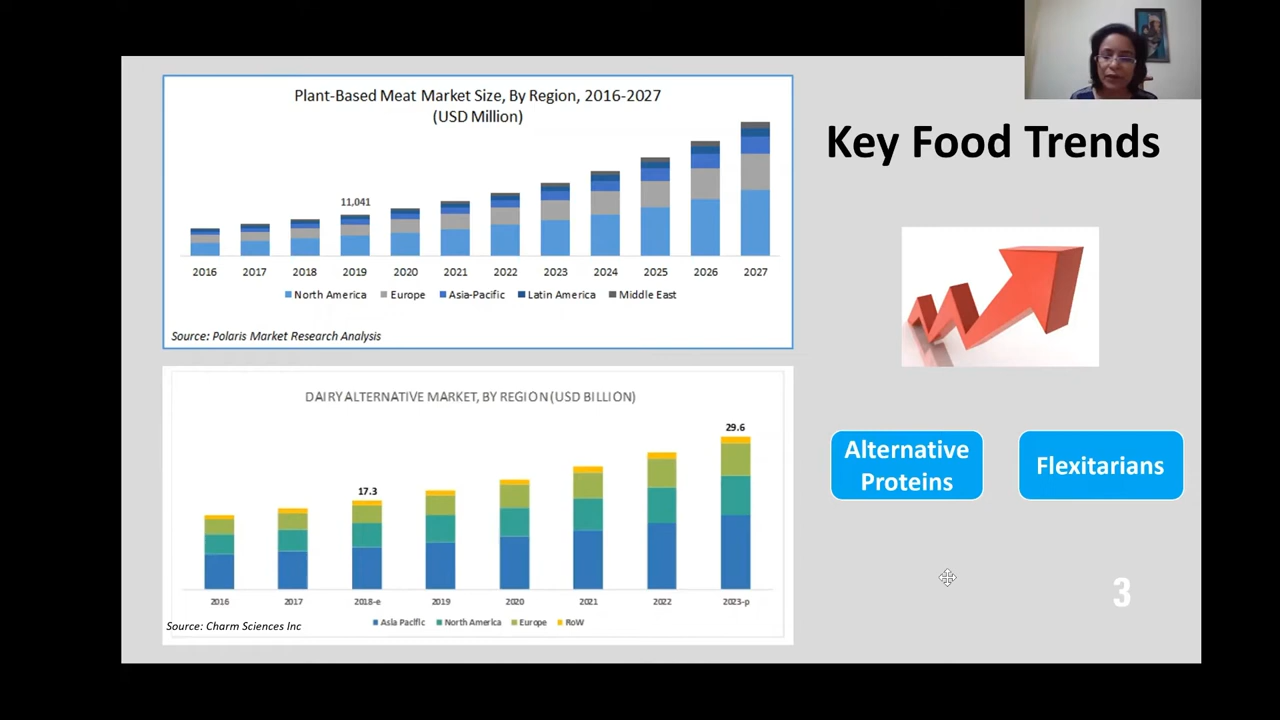 Plant-Based Meat Market Size, By Region, 2016-2027
(USD Million)
11,041
2016 2017 2018 2019 2020 2021 2022 2023 2024 2025 2026 2027
North America Europe Asia-Pacific Latin America Middle East
Source: Polaris Market Research Analysis
DAIRY ALTERNATIVE MARKET, BY REGION (USD BILLION)
17.3
29.6
2016 2017 2018-e 2019 2020 2021 2022 2023-p
Asia Pacific North America Europe RoW
Source: Charm Sciences Inc
Key Food Trends
Alternative
Proteins
Flexitarians
3